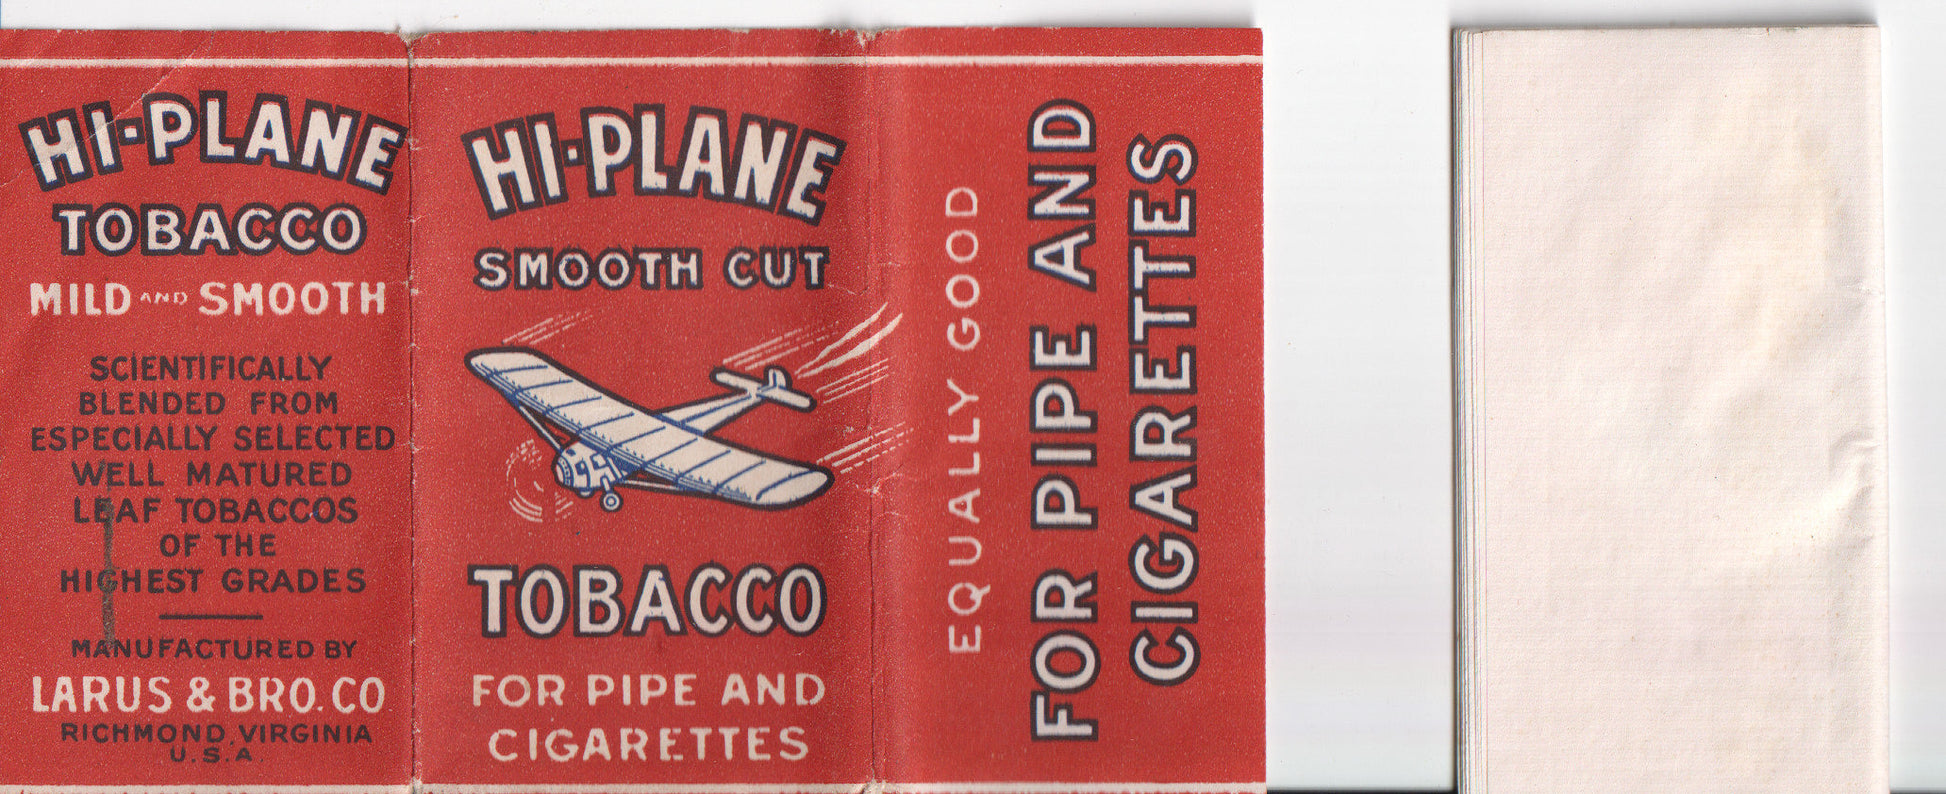 HI-PLANE
TOBACCO
MILD AND SMOOTH
SCIENTIFICALLY
BLENDED FROM
ESPECIALLY SELECTED
WELL MATURED
LEAF TOBACCOS
OF THE
HIGHEST GRADES
MANUFACTURED BY
LARUS & BRO. CO
RICHMOND, VIRGINIA
U.S.A.
HI-PLANE
SMOOTH CUT
TOBACCO
FOR PIPE AND
CIGARETTES
EQUALLY GOOD
FOR PIPE AND
CIGARETTES